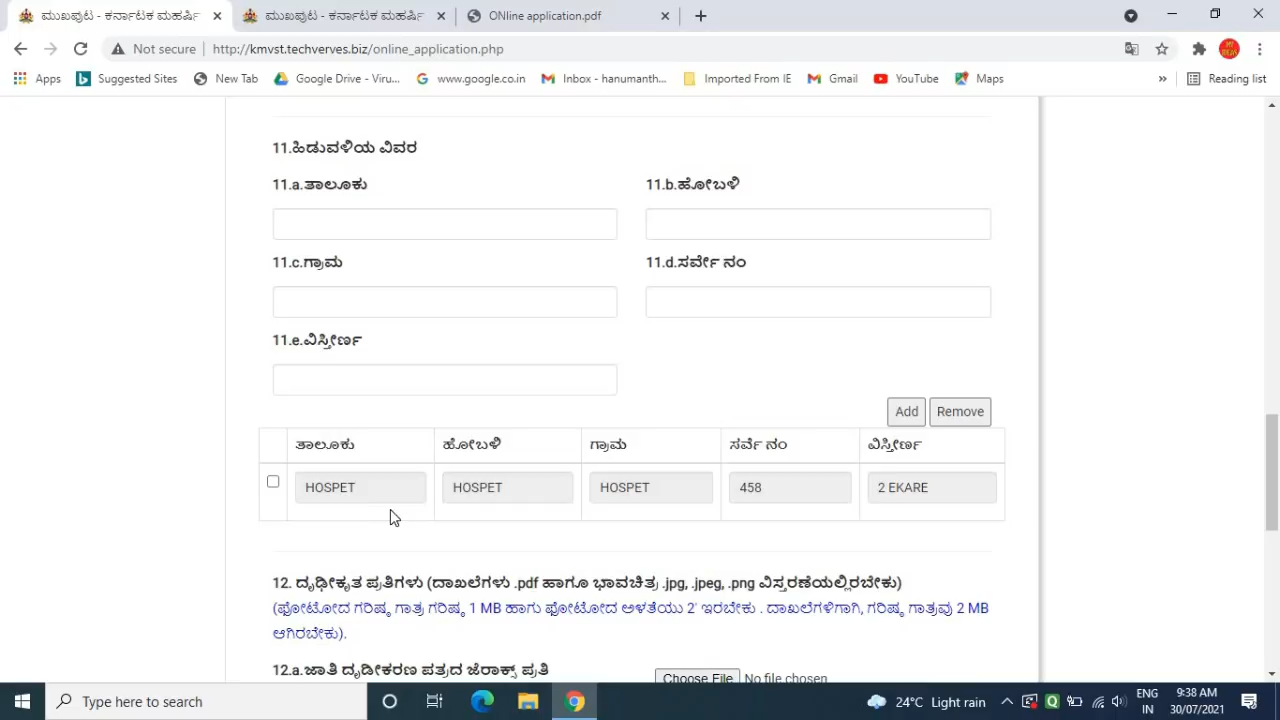 ಮುಖಪುಟ - ಕರ್ನಾಟಕ ಮಹರ್ಷಿ
ಮುಖಪುಟ - ಕರ್ನಾಟಕ ಮಹರ್ಷಿ
ONline application.pdf
Not secure
http://kmvst.techverves.biz/online_application.php
Apps
Suggested Sites
New Tab
Google Drive - Viru...
www.google.co.in
Inbox - hanumanth...
Imported From IE
Gmail
YouTube
Maps
»
Reading list
11.ಹಿಡುವಳಿಯ ವಿವರ
11.a.ತಾಲೂಕು
11.b.ಹೋಬಳಿ
11.c.ಗ್ರಾಮ
11.d.ಸರ್ವೇ ನಂ
11.e.ವಿಸ್ತೀರ್ಣ
Add
Remove
ತಾಲೂಕು
ಹೋಬಳಿ
ಗ್ರಾಮ
ಸರ್ವೆ ನಂ
ವಿಸ್ತೀರ್ಣ
HOSPET
HOSPET
HOSPET
458
2 EKARE
12. ದೃಢೀಕೃತ ಪ್ರತಿಗಳು (ದಾಖಲೆಗಳು .pdf ಹಾಗೂ ಭಾವಚಿತ್ರ .jpg, .jpeg, .png ವಿಸ್ತರಣೆಯಲ್ಲಿರಬೇಕು)
(ಫೋಟೋದ ಗರಿಷ್ಠ ಗಾತ್ರ ಗರಿಷ್ಠ 1 MB ಹಾಗು ಫೋಟೋದ ಅಳತೆಯು 2' ಇರಬೇಕು . ದಾಖಲೆಗಳಿಗಾಗಿ, ಗರಿಷ್ಠ ಗಾತ್ರವು 2 MB
ಆಗಿರಬೇಕು).
12.a.ಜಾತಿ ದೃಢೀಕರಣ ಪತ್ರದ ಜೆರಾಕ್ಸ್ ಪ್ರತಿ
Choose File
No file chosen
Type here to search
24°C
Light rain
ENG
IN
9:38 AM
30/07/2021